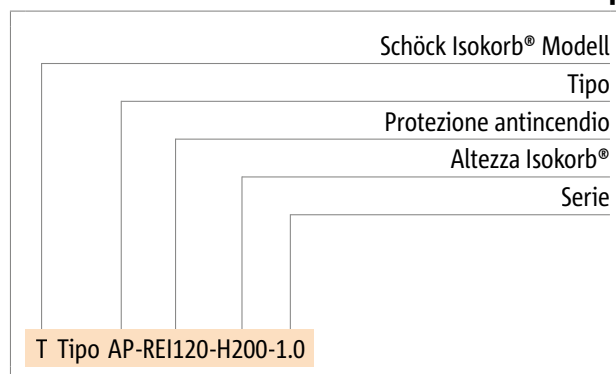 Schöck Isokorb® Modell
Tipo
Protezione antincendio
Altezza Isokorb®
Serie
T Tipo AP-REI120-H200-1.0